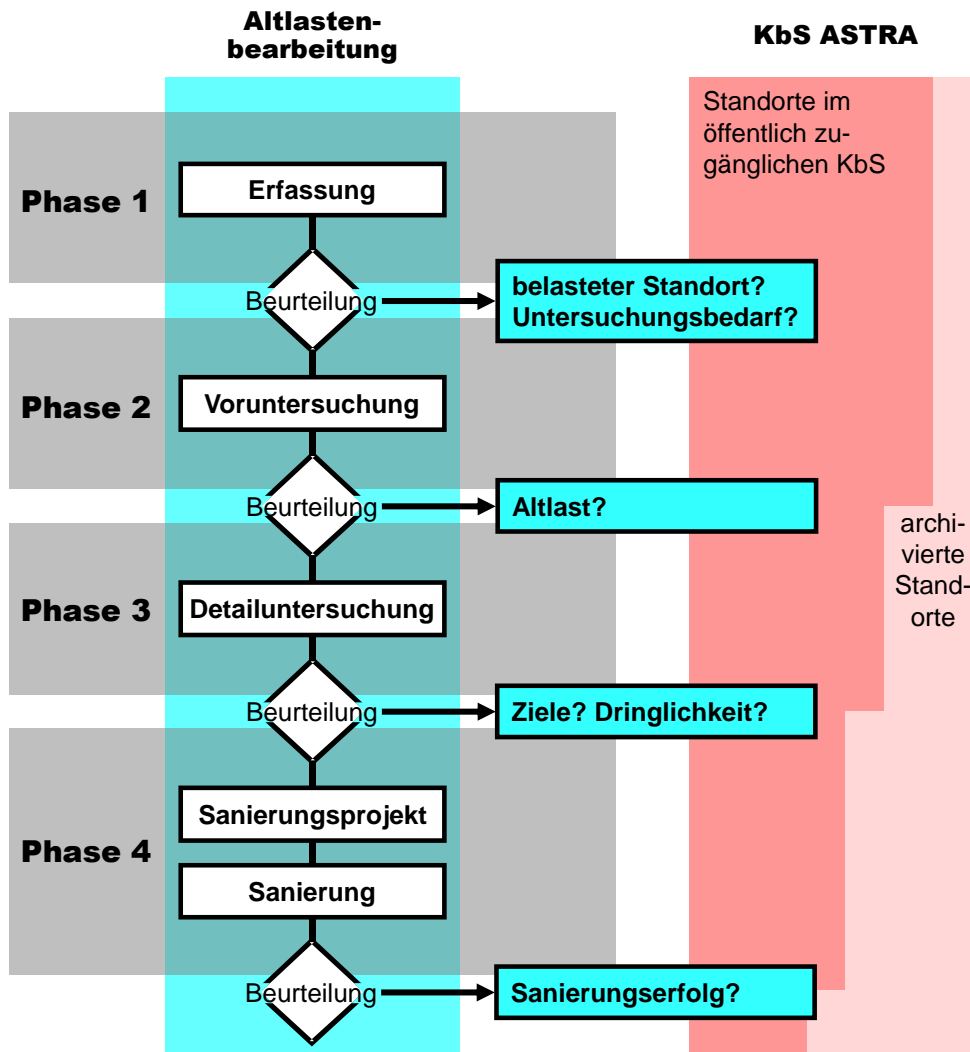 Altlasten-
bearbeitung
KbS ASTRA
Standorte im
öffentlich zu-
gänglichen KbS
Phase 1
Erfassung
Beurteilung
belasteter Standort?
Untersuchungsbedarf?
Phase 2
Voruntersuchung
Beurteilung
Altlast?
archi-
vierte
Stand-
orte
Phase 3
Detailuntersuchung
Beurteilung
Ziele? Dringlichkeit?
Phase 4
Sanierungsprojekt
Sanierung
Beurteilung
Sanierungserfolg?